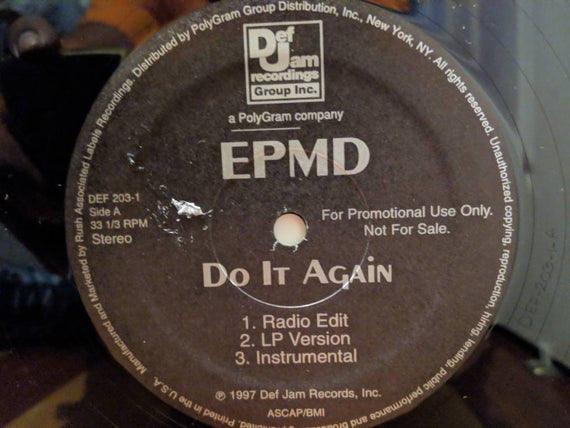 Def
Jam
recordings
Group Inc.
a PolyGram company
EPMD
DEF 203-1
Side A
33 1/3 RPM
Stereo
For Promotional Use Only.
Not For Sale.
Do It Again
1. Radio Edit
2. LP Version
3. Instrumental
℗ 1997 Def Jam Records, Inc.
ASCAP/BMI
Manufactured and Marketed by Rush Associated Labels Recordings. Distributed by PolyGram Group Distribution, Inc., New York, NY. All rights reserved. Unauthorized copying, reproduction, hiring, lending, public performance and Printed in the U.S.A.